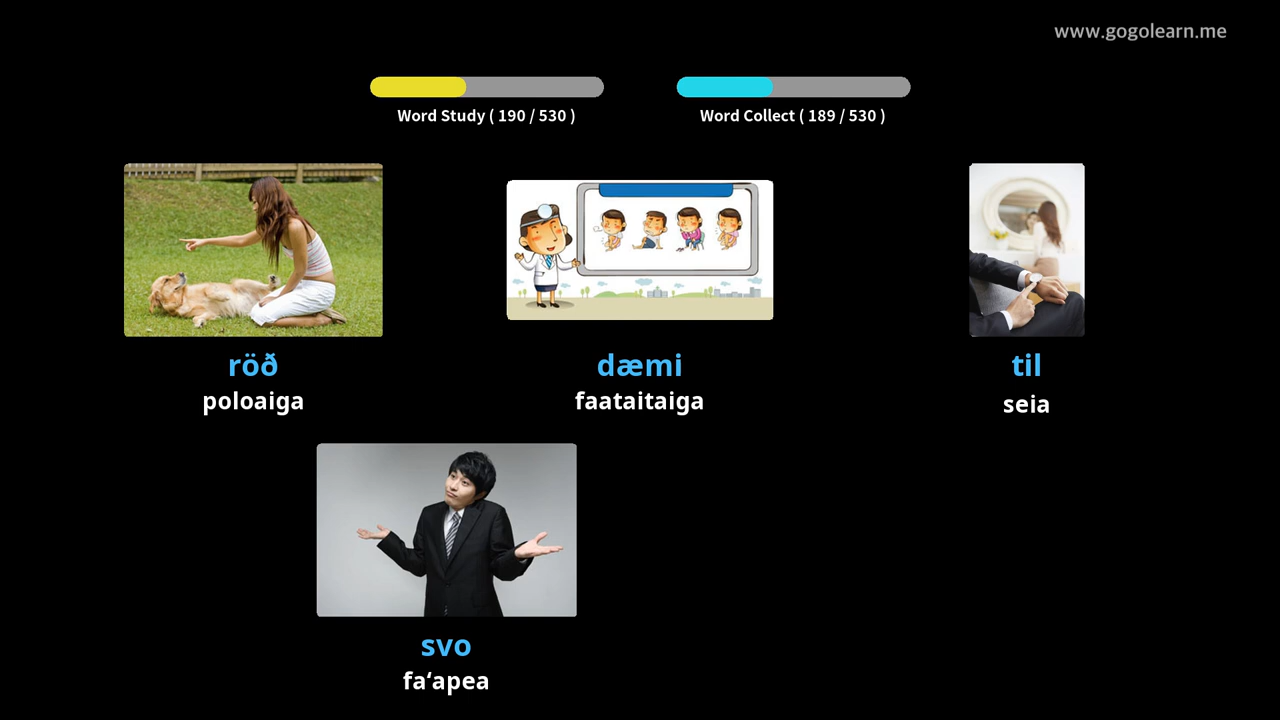 www.gogolearn.me
Word Study ( 190 / 530 )
Word Collect ( 189 / 530 )
röð
poloaiga
dæmi
faataitaiga
til
seia
svo
fa‘apea